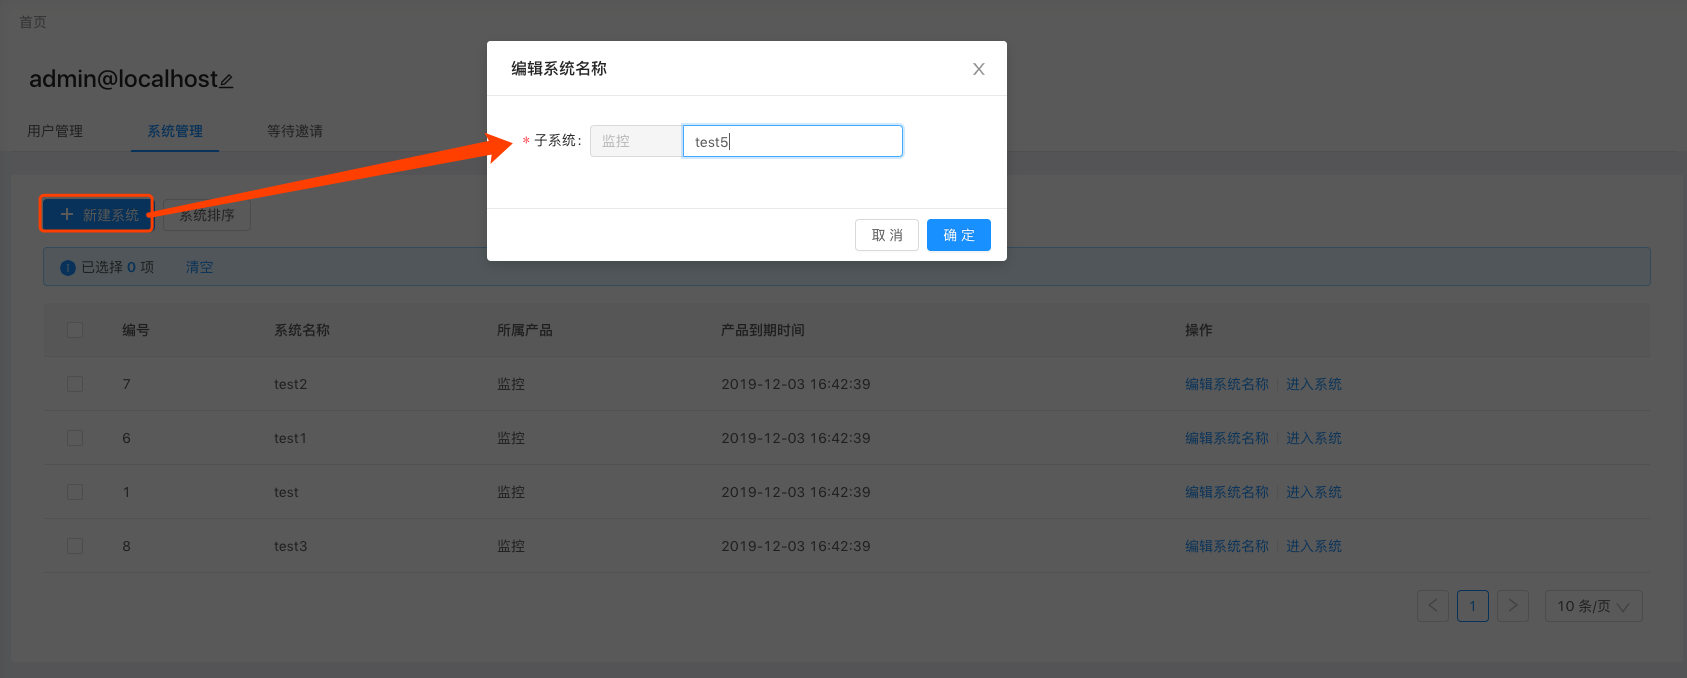 首页
admin@localhost
用户管理 系统管理 等待邀请
编辑系统名称
* 子系统: 监控 test5
取 消 确 定
+ 新建系统 系统排序
已选择 0 项 清空
编号 系统名称 所属产品 产品到期时间 操作
7 test2 监控 2019-12-03 16:42:39 编辑系统名称 进入系统
6 test1 监控 2019-12-03 16:42:39 编辑系统名称 进入系统
1 test 监控 2019-12-03 16:42:39 编辑系统名称 进入系统
8 test3 监控 2019-12-03 16:42:39 编辑系统名称 进入系统
1 10 条/页